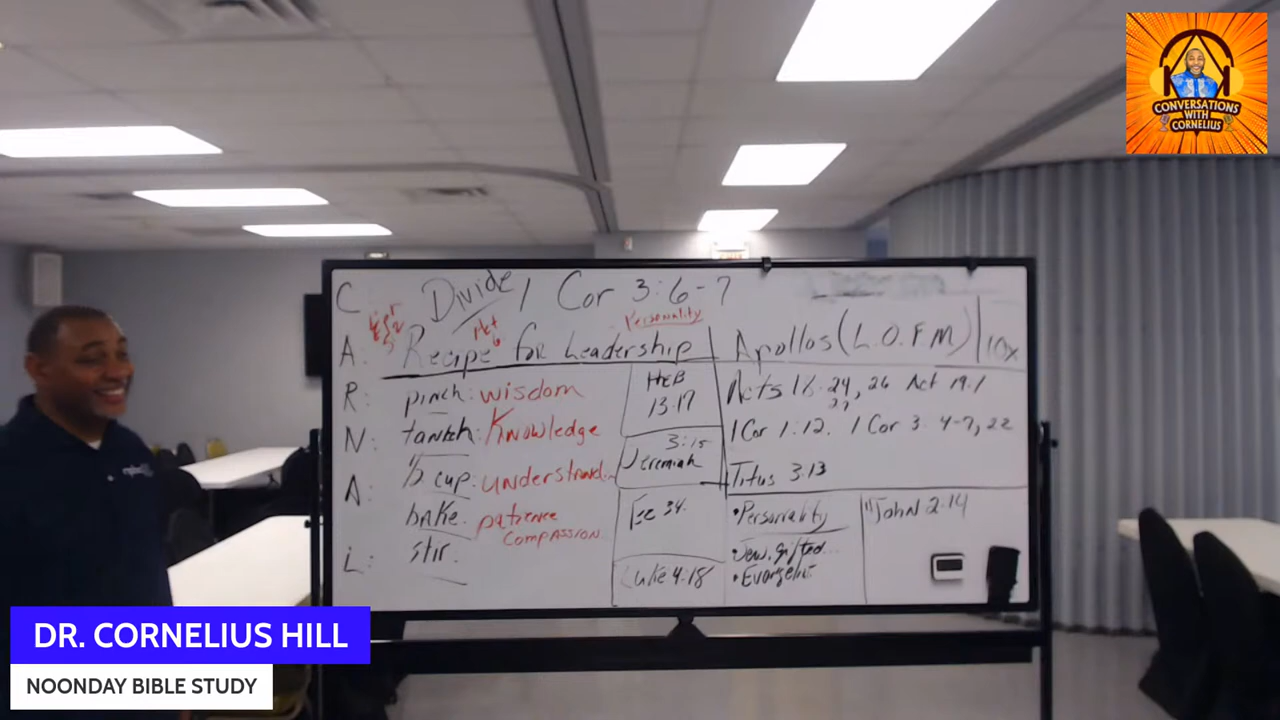 CONVERSATIONS
WITH
CORNELIUS
C Divide / 1 Cor 3:6-7
Personality
Act
6
A. Recipe for Leadership
Apollos (L.O.F.M) 10x
R: pinch: wisdom
HEB
13:17
Acts 18:24, 26 Act 19:1
27
N: : Knowledge
3:15
Jeremiah
1 Cor 1:12. 1 Cor 3: 4-7, 22
A: ½ cup: understand
Titus 3:13
bake. patience
compassion
34.
• Personality
1 John 2:14
L: stir.
Luke 4:18
• Jew, gifted
• Evangelist
DR. CORNELIUS HILL
NOONDAY BIBLE STUDY